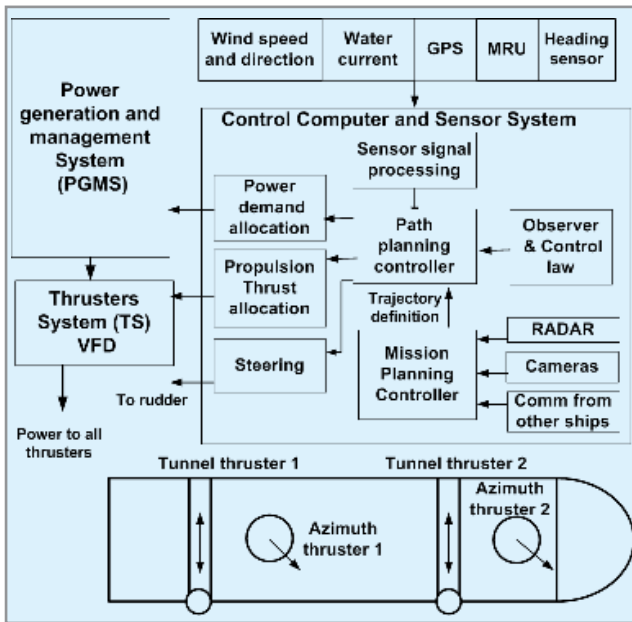 Wind speed
and direction
Water
current
GPS
MRU
Heading
sensor
Power
generation and
management
System
(PGMS)
Control Computer and Sensor System
Sensor signal
processing
Power
demand
allocation
Path
planning
controller
Observer
& Control
law
Propulsion
Thrust
allocation
Thrusters
System (TS)
VFD
Trajectory
definition
RADAR
Steering
Mission
Planning
Controller
Cameras
Comm from
other ships
To rudder
Power to all
thrusters
Tunnel thruster 1
Tunnel thruster 2
Azimuth
thruster 1
Azimuth
thruster 2